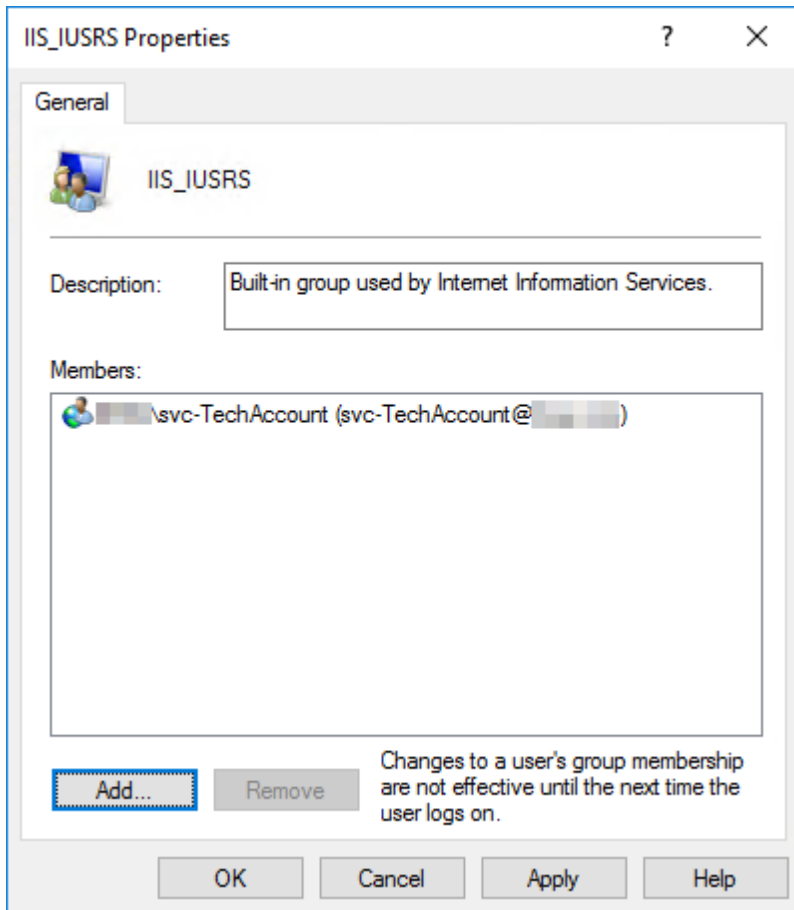 IIS_IUSRS Properties
?
General
IIS_IUSRS
Description:
Built-in group used by Internet Information Services.
Members:
\svc-TechAccount (svc-TechAccount@ )
Add...
Remove
Changes to a user's group membership
are not effective until the next time the
user logs on.
OK
Cancel
Apply
Help